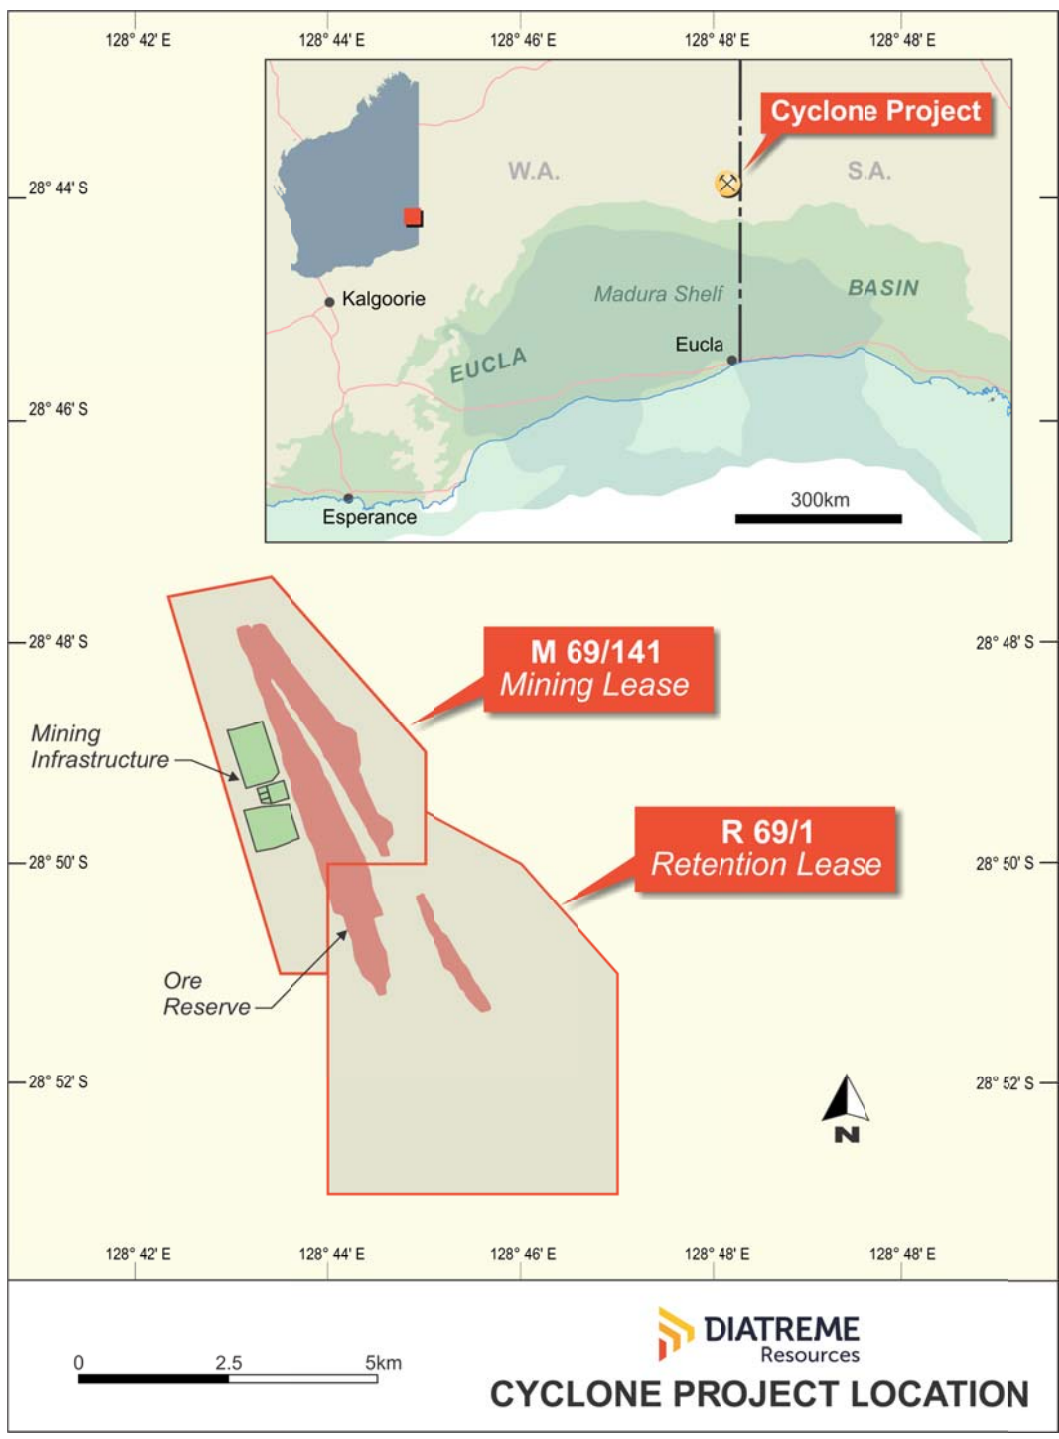 128° 42' E 128° 44' E 128° 46' E 128° 48' E 128° 48' E
Cyclone Project
W.A. S.A.
28° 44' S
Kalgoorie
Madura Shelf
BASIN
Eucla
EUCLA
28° 46' S
300km
Esperance
28° 48' S 28° 48' S
M 69/141
Mining Lease
Mining
Infrastructure
R 69/1
Retention Lease
28° 50' S 28° 50' S
Ore
Reserve
28° 52' S 28° 52' S
N
128° 42' E 128° 44' E 128° 46' E 128° 48' E 128° 48' E
DIATREME
Resources
0 2.5 5km
CYCLONE PROJECT LOCATION